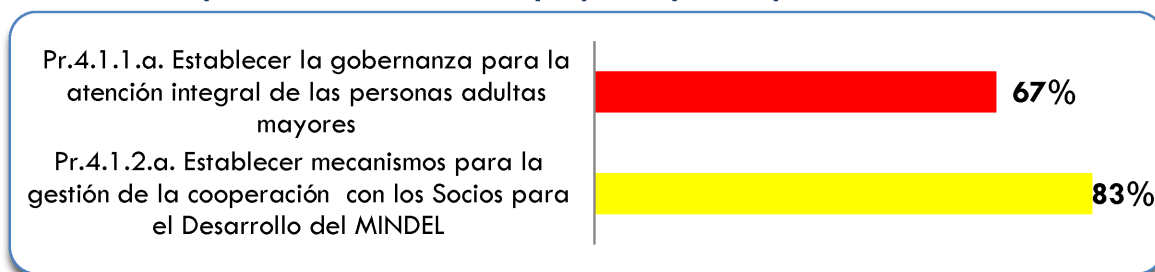 Pr.4.1.1.a. Establecer la gobernanza para la
atención integral de las personas adultas
mayores
67%
Pr.4.1.2.a. Establecer mecanismos para la
gestión de la cooperación con los Socios para
el Desarrollo del MINDEL
83%